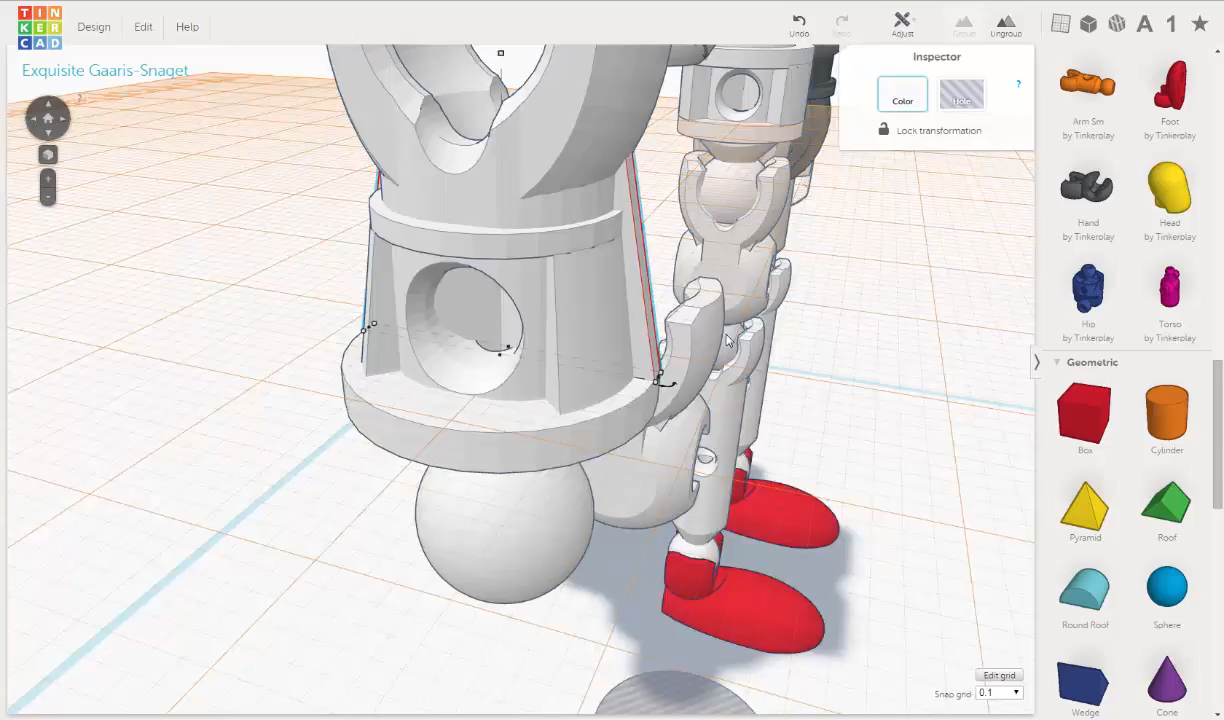 TIN
KER
CAD
Design
Edit
Help
Undo
Redo
Adjust
Group
Ungroup
A
1
Exquisite Gaaris-Snaget
Inspector
Color
Hole
?
Lock transformation
Arm Sm
by Tinkerplay
Foot
by Tinkerplay
Hand
by Tinkerplay
Head
by Tinkerplay
Hip
by Tinkerplay
Torso
by Tinkerplay
Geometric
Box
Cylinder
Pyramid
Roof
Round Roof
Sphere
Wedge
Cone
Edit grid
Snap grid
0.1